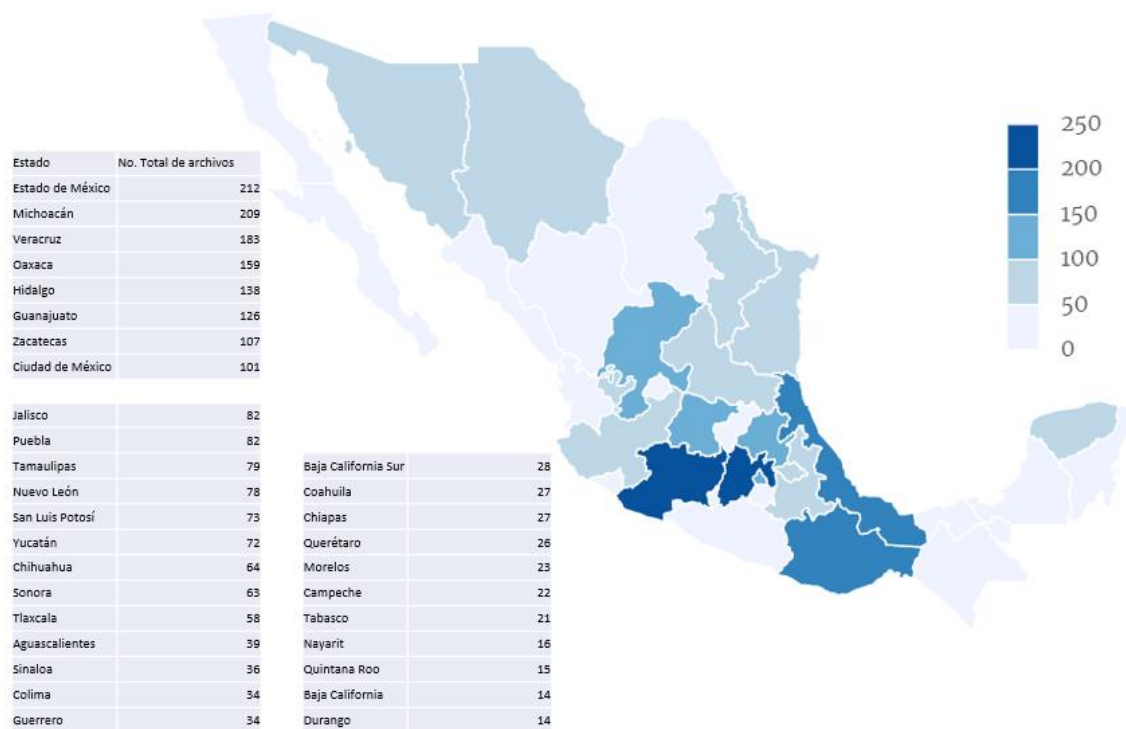 Estado No. Total de archivos
Estado de México 212
Michoacán 209
Veracruz 183
Oaxaca 159
Hidalgo 138
Guanajuato 126
Zacatecas 107
Ciudad de México 101
Jalisco 82
Puebla 82
Tamaulipas 79
Nuevo León 78
San Luis Potosí 73
Yucatán 72
Chihuahua 64
Sonora 63
Tlaxcala 58
Aguascalientes 39
Sinaloa 36
Colima 34
Guerrero 34
Baja California Sur 28
Coahuila 27
Chiapas 27
Querétaro 26
Morelos 23
Campeche 22
Tabasco 21
Nayarit 16
Quintana Roo 15
Baja California 14
Durango 14
250
200
150
100
50
0